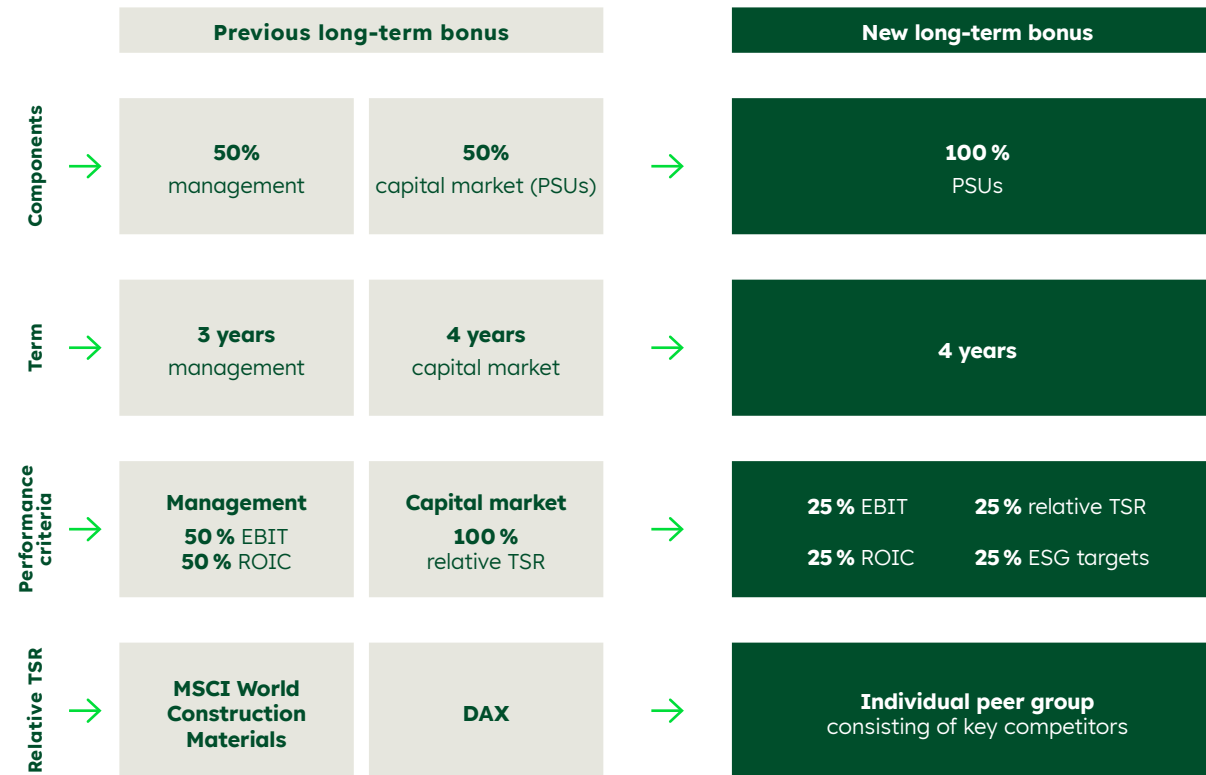 Previous long-term bonus
New long-term bonus
Components
50%
management
50%
capital market (PSUs)
100 %
PSUs
Term
3 years
management
4 years
capital market
4 years
Performance
criteria
Management
50 % EBIT
50 % ROIC
Capital market
100 %
relative TSR
25 % EBIT
25 % relative TSR
25 % ROIC
25 % ESG targets
Relative TSR
MSCI World
Construction
Materials
DAX
Individual peer group
consisting of key competitors